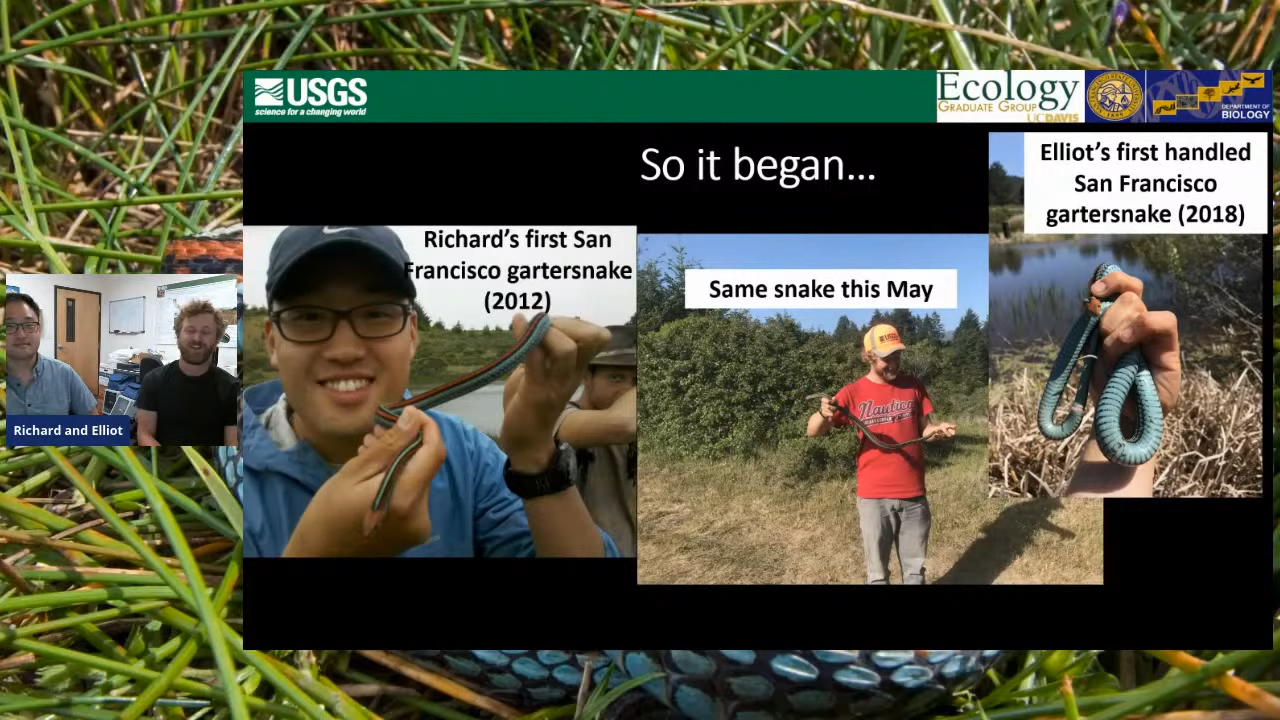 USGS
science for a changing world
Ecology
GRADUATE GROUP
UC DAVIS
DEPARTMENT OF
BIOLOGY
So it began...
Richard's first San
Francisco gartersnake
(2012)
Same snake this May
Elliot's first handled
San Francisco
gartersnake (2018)
Richard and Elliot
Nautica